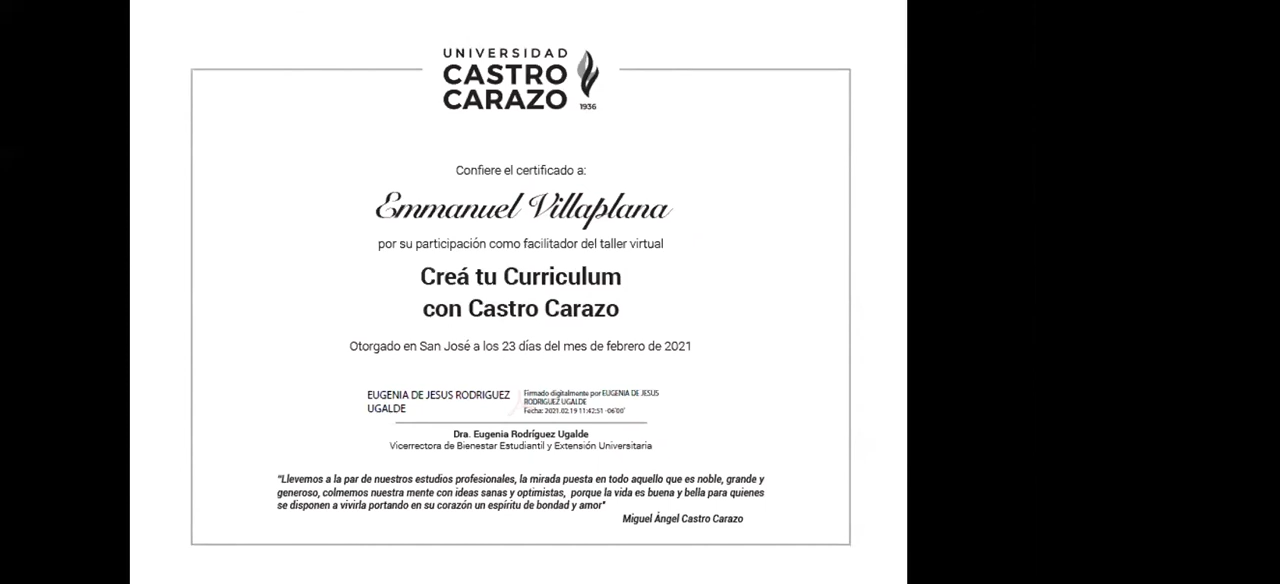 UNIVERSIDAD
CASTRO
CARAZO
1936
Confiere el certificado a:
Emmanuel Villaplana
por su participación como facilitador del taller virtual
Creá tu Curriculum
con Castro Carazo
Otorgado en San José a los 23 días del mes de febrero de 2021
EUGENIA DE JESUS RODRIGUEZ
UGALDE
Firmado digitalmente por EUGENIA DE JESUS
RODRIGUEZ UGALDE
Fecha: 2021.02.19 11:42:51 -06'00'
Dra. Eugenia Rodríguez Ugalde
Vicerrectora de Bienestar Estudiantil y Extensión Universitaria
"Llevemos a la par de nuestros estudios profesionales, la mirada puesta en todo aquello que es noble, grande y
generoso, colmemos nuestra mente con ideas sanas y optimistas, porque la vida es buena y bella para quienes
se disponen a vivirla portando en su corazón un espíritu de bondad y amor"
Miguel Ángel Castro Carazo